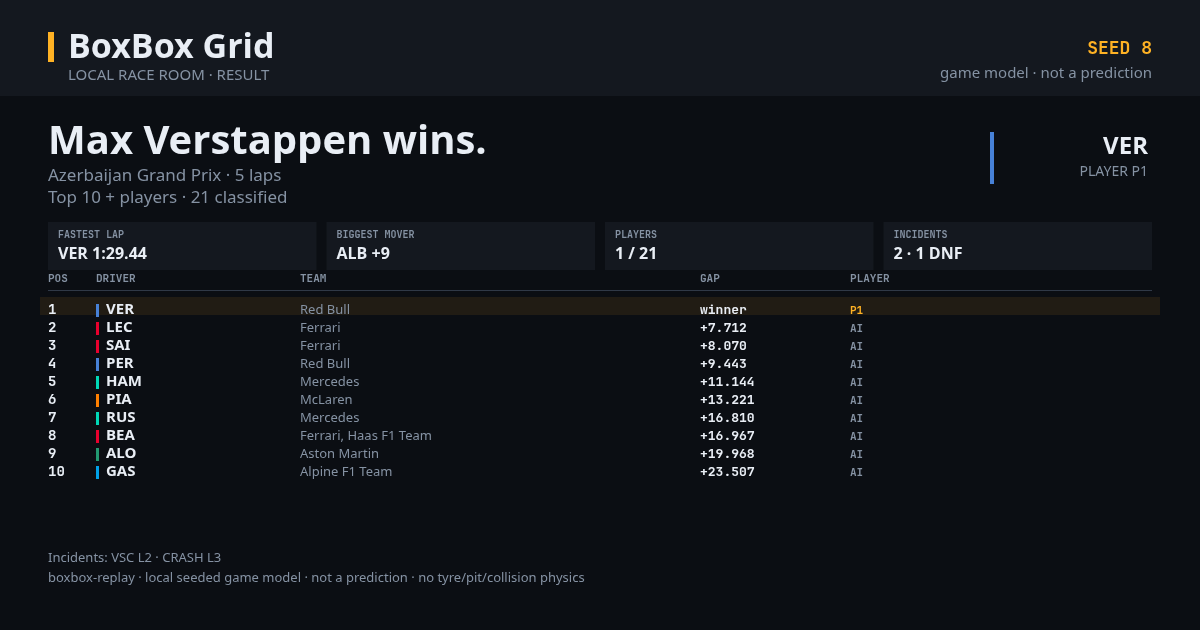 BoxBox Grid
LOCAL RACE ROOM · RESULT
SEED 8
game model · not a prediction
Max Verstappen wins.
Azerbaijan Grand Prix · 5 laps
Top 10 + players · 21 classified
VER
PLAYER P1
FASTEST LAP
VER 1:29.44
BIGGEST MOVER
ALB +9
PLAYERS
1 / 21
INCIDENTS
2 · 1 DNF
POS DRIVER TEAM GAP PLAYER
1 VER Red Bull winner P1
2 LEC Ferrari +7.712 AI
3 SAI Ferrari +8.070 AI
4 PER Red Bull +9.443 AI
5 HAM Mercedes +11.144 AI
6 PIA McLaren +13.221 AI
7 RUS Mercedes +16.810 AI
8 BEA Ferrari, Haas F1 Team +16.967 AI
9 ALO Aston Martin +19.968 AI
10 GAS Alpine F1 Team +23.507 AI
Incidents: VSC L2 · CRASH L3
boxbox-replay · local seeded game model · not a prediction · no tyre/pit/collision physics